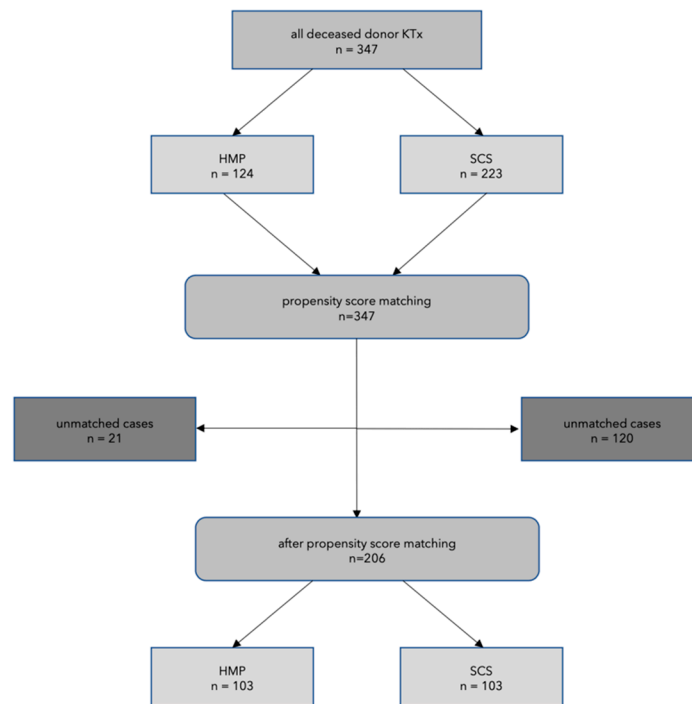 all deceased donor KTx
n = 347
HMP
n = 124
SCS
n = 223
propensity score matching
n=347
unmatched cases
n = 21
unmatched cases
n = 120
after propensity score matching
n=206
HMP
n = 103
SCS
n = 103